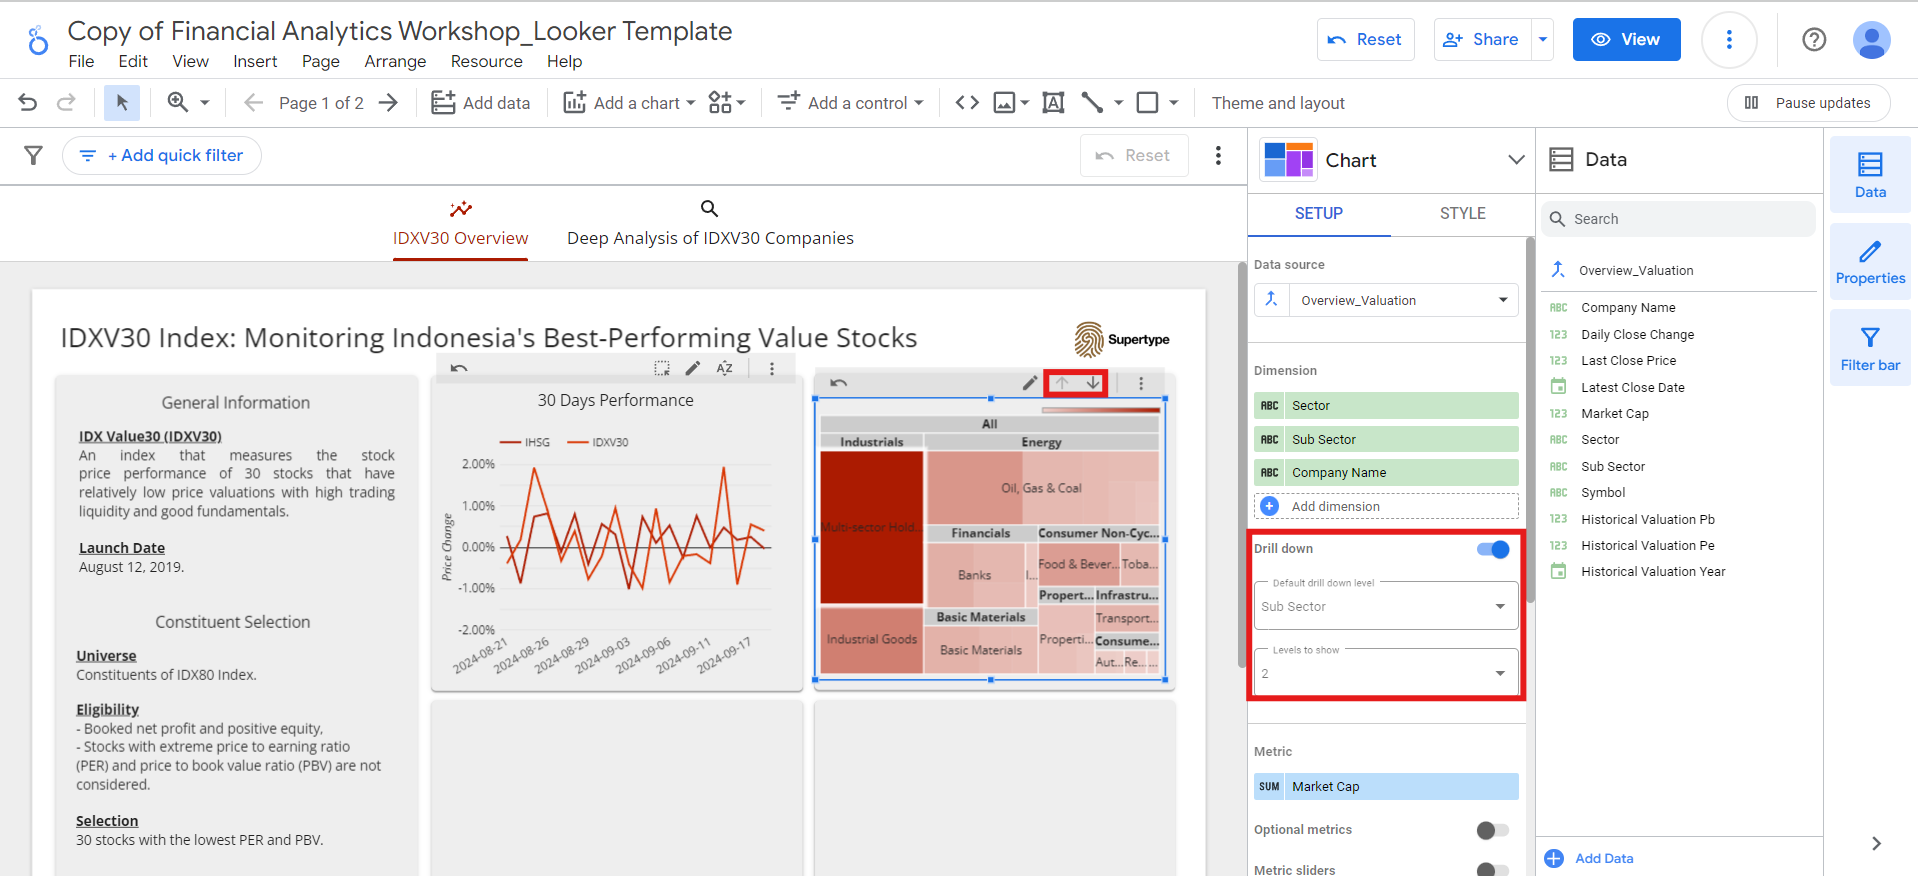 Copy of Financial Analytics Workshop_Looker Template
File Edit View Insert Page Arrange Resource Help
Reset
Share
View
Page 1 of 2
Add data
Add a chart
Add a control
Theme and layout
Pause updates
+ Add quick filter
Reset
IDXV30 Overview
Deep Analysis of IDXV30 Companies
IDXV30 Index: Monitoring Indonesia's Best-Performing Value Stocks
Supertype
General Information
IDX Value30 (IDXV30)
An index that measures the stock
price performance of 30 stocks that have
relatively low price valuations with high trading
liquidity and good fundamentals.
Launch Date
August 12, 2019.
Constituent Selection
Universe
Constituents of IDX80 Index.
Eligibility
- Booked net profit and positive equity,
- Stocks with extreme price to earning ratio
(PER) and price to book value ratio (PBV) are not
considered.
Selection
30 stocks with the lowest PER and PBV.
AZ
30 Days Performance
IHSG IDXV30
Price Change
2.00%
1.00%
0.00%
-1.00%
-2.00%
2024-08-21
2024-08-26
2024-08-29
2024-09-03
2024-09-06
2024-09-11
2024-09-17
All
Industrials
Energy
Oil, Gas & Coal
Multi-sector Hold...
Financials
Consumer Non-Cyc...
Banks
I...
Food & Bever...
Toba...
Propert...
Infrastru...
Basic Materials
Transport...
Industrial Goods
Basic Materials
Properti...
Consume...
Aut...
Re...
...
Chart
SETUP
STYLE
Data source
Overview_Valuation
Dimension
ABC Sector
ABC Sub Sector
ABC Company Name
Add dimension
Drill down
Default drill down level
Sub Sector
Levels to show
2
Metric
SUM Market Cap
Optional metrics
Metric sliders
Data
Search
Overview_Valuation
ABC Company Name
123 Daily Close Change
123 Last Close Price
Latest Close Date
123 Market Cap
ABC Sector
ABC Sub Sector
ABC Symbol
123 Historical Valuation Pb
123 Historical Valuation Pe
Historical Valuation Year
Add Data
Data
Properties
Filter bar